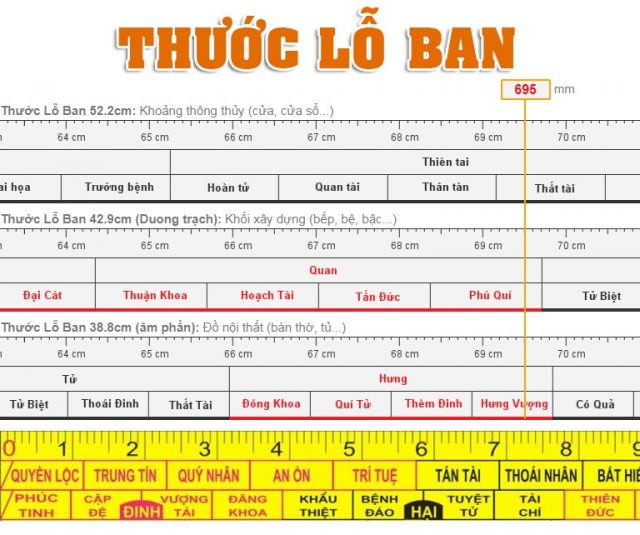 THƯỚC LỖ BAN
695 mm
Thước Lỗ Ban 52.2cm: Khoảng thông thủy (cửa, cửa sổ...)
64 cm 65 cm 66 cm 67 cm 68 cm 69 cm 70 cm
Thiên tai
ai họa Trường bệnh Hoàn tử Quan tài Thân tàn Thất tài
Thước Lỗ Ban 42.9cm (Duong trạch): Khối xây dựng (bếp, bệ, bậc...)
64 cm 65 cm 66 cm 67 cm 68 cm 69 cm 70 cm
Quan
Đại Cát Thuận Khoa Hoạch Tài Tấn Đức Phú Quí Tử Biệt
Thước Lỗ Ban 38.8cm (âm phần): Đồ nội thất (bàn thờ, tủ...)
64 cm 65 cm 66 cm 67 cm 68 cm 69 cm 70 cm
Tử Hưng
Tử Biệt Thoái Đinh Thất Tài Đông Khoa Quí Tử Thêm Đinh Hưng Vượng Cô Quả
0 1 2 3 4 5 6 7 8 9
QUYỀN LỘC TRUNG TÍN QUÝ NHÂN AN ÓN TRÍ TUỆ TÁN TÀI THOÁI NHÂN BẤT HIẾ
PHÚC TINH CẬP ĐỆ ĐINH VƯỢNG TÀI ĐĂNG KHOA KHẨU THIỆT BỆNH ĐÁO HẠI TUYỆT TỬ TÀI CHÍ THIÊN ĐỨC